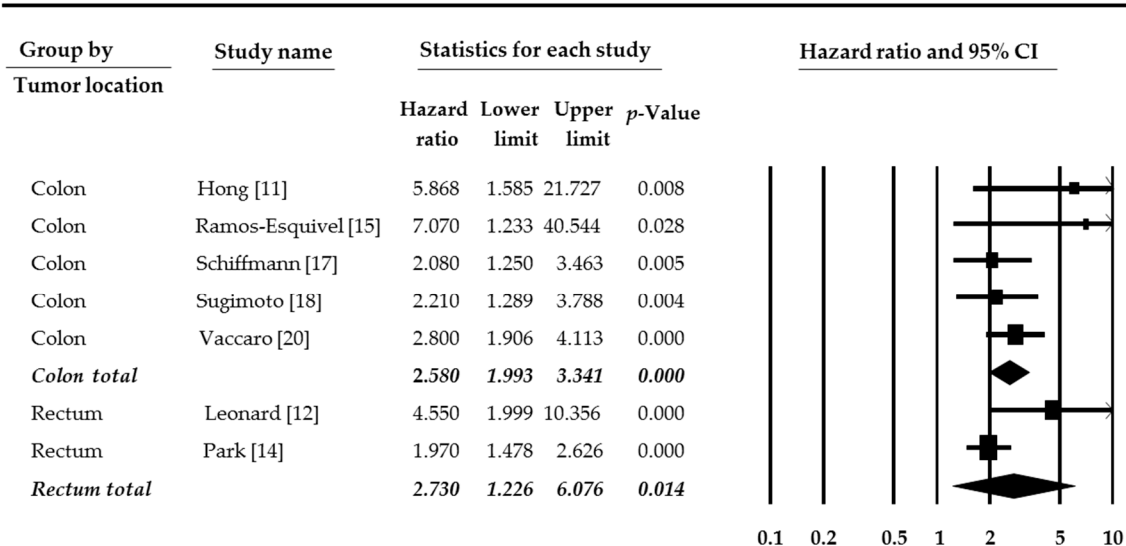 Group by Study name Statistics for each study Hazard ratio and 95% CI
Tumor location
Hazard Lower Upper p-Value
ratio limit limit
Colon Hong [11] 5.868 1.585 21.727 0.008
Colon Ramos-Esquivel [15] 7.070 1.233 40.544 0.028
Colon Schiffmann [17] 2.080 1.250 3.463 0.005
Colon Sugimoto [18] 2.210 1.289 3.788 0.004
Colon Vaccaro [20] 2.800 1.906 4.113 0.000
Colon total 2.580 1.993 3.341 0.000
Rectum Leonard [12] 4.550 1.999 10.356 0.000
Rectum Park [14] 1.970 1.478 2.626 0.000
Rectum total 2.730 1.226 6.076 0.014
0.1 0.2 0.5 1 2 5 10